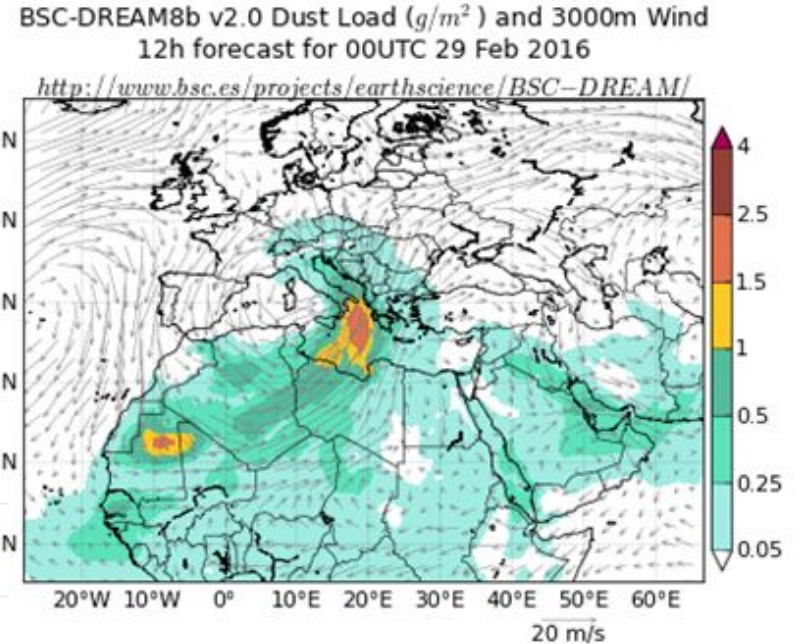 BSC-DREAM8b v2.0 Dust Load (g/m²) and 3000m Wind
12h forecast for 00UTC 29 Feb 2016
http://www.bsc.es/projects/earthscience/BSC−DREAM/
N
N
N
N
N
N
4
2.5
1.5
1
0.5
0.25
0.05
20°W 10°W 0° 10°E 20°E 30°E 40°E 50°E 60°E
20 m/s